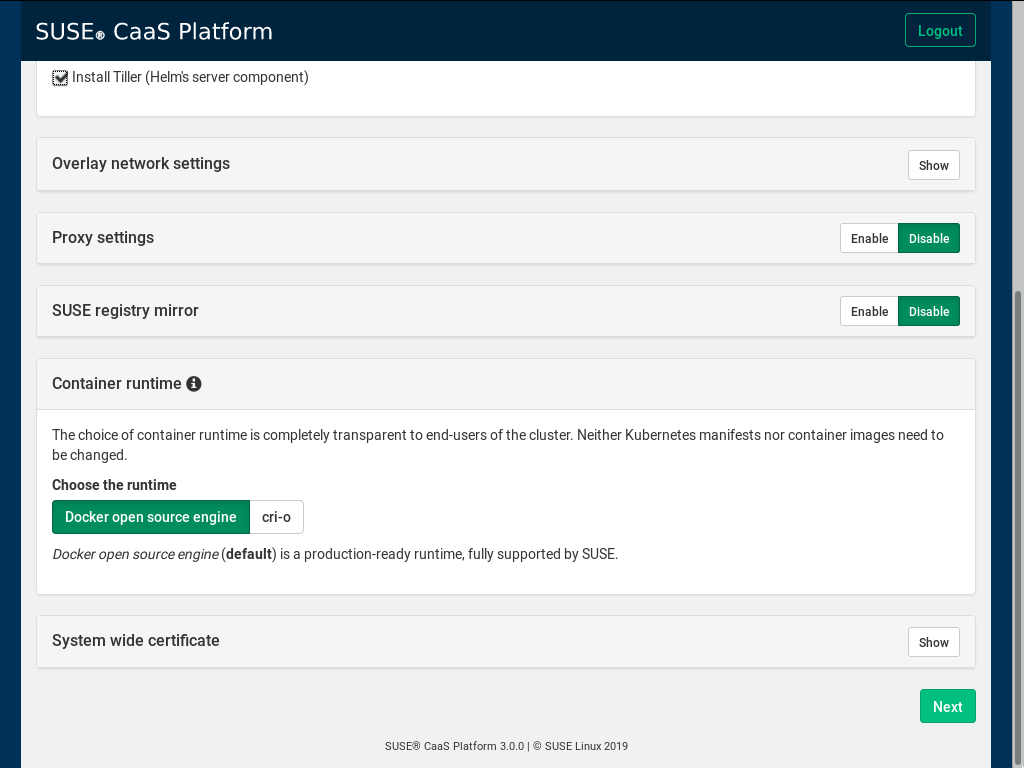 SUSE® CaaS Platform
Logout
Install Tiller (Helm's server component)
Overlay network settings
Show
Proxy settings
Enable Disable
SUSE registry mirror
Enable Disable
Container runtime
The choice of container runtime is completely transparent to end-users of the cluster. Neither Kubernetes manifests nor container images need to
be changed.
Choose the runtime
Docker open source engine cri-o
Docker open source engine (default) is a production-ready runtime, fully supported by SUSE.
System wide certificate
Show
Next
SUSE® CaaS Platform 3.0.0 | © SUSE Linux 2019